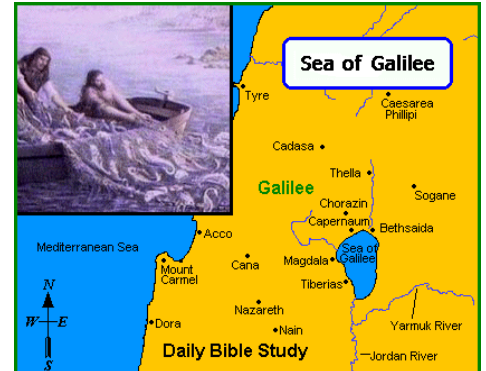 Sea of Galilee
Tyre
Caesarea
Phillipi
Cadasa
Thella
Galilee
Sogane
Chorazin
Capernaum
Bethsaida
Acco
Mediterranean Sea
Sea of
Galilee
Cana
Magdala
Mount
Carmel
Tiberias
N
W
E
S
Nazareth
Dora
Nain
Yarmuk River
Daily Bible Study
Jordan River